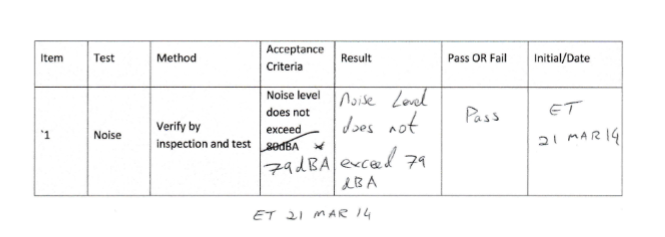 Item Test Method Acceptance Criteria Result Pass OR Fail Initial/Date
'1 Noise Verify by inspection and test Noise level does not exceed 80dBA * 79dBA Noise Level does not exceed 79 dBA Pass ET 21 MAR 14
ET 21 MAR 14